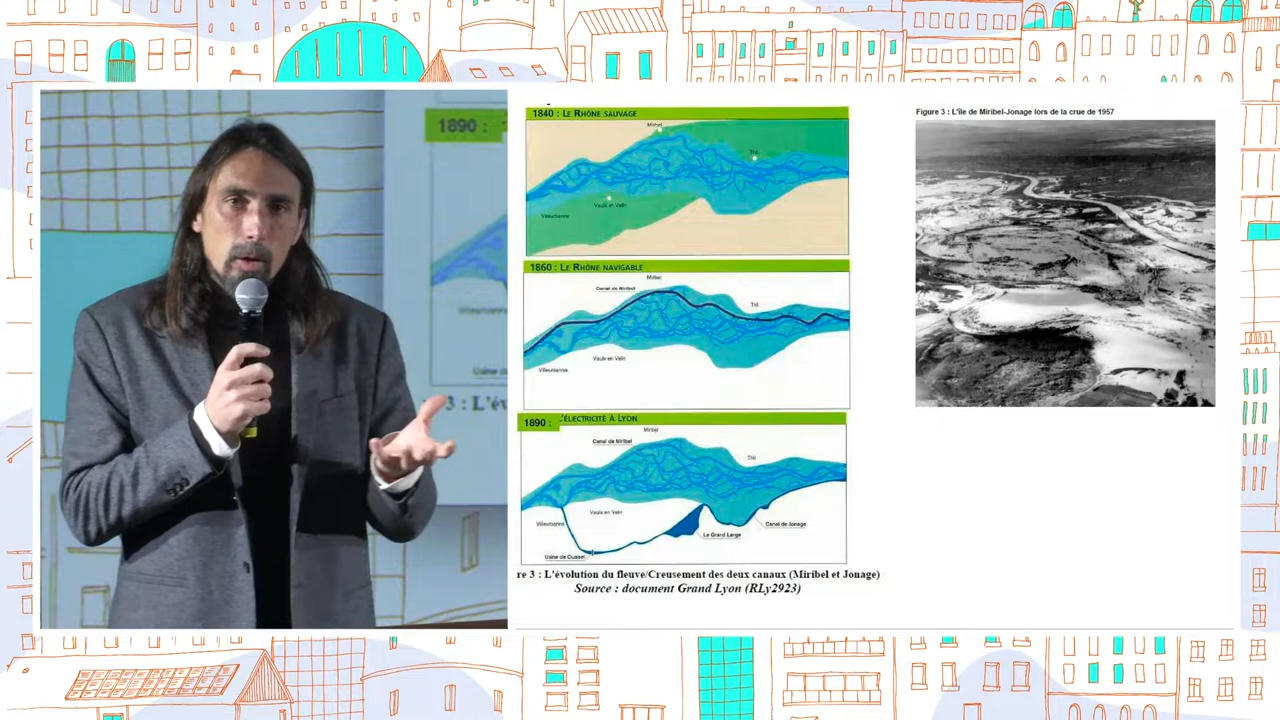 1890 :
3 : L'év
1840 : LE RHÔNE SAUVAGE
Miribel
Thil
Vaulx en Velin
Villeurbanne
1860 : LE RHÔNE NAVIGABLE
Miribel
Canal de Miribel
Thil
Vaulx en Velin
Villeurbanne
1890 : L'ÉLECTRICITÉ À LYON
Miribel
Canal de Miribel
Thil
Vaulx en Velin
Villeurbanne
Canal de Jonage
Le Grand Large
Usine de Cusset
re 3 : L'évolution du fleuve/Creusement des deux canaux (Miribel et Jonage)
Source : document Grand Lyon (RLy2923)
Figure 3 : L'île de Miribel-Jonage lors de la crue de 1957